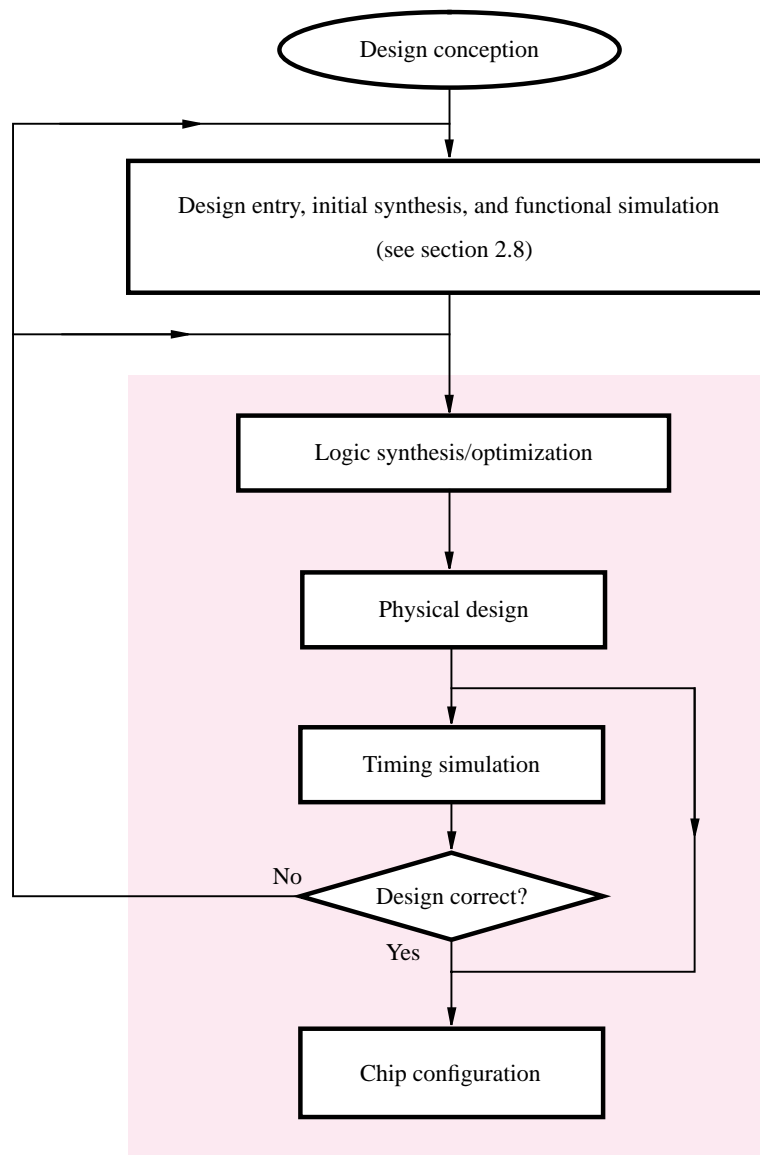 Design conception
Design entry, initial synthesis, and functional simulation
(see section 2.8)
Logic synthesis/optimization
Physical design
Timing simulation
No
Design correct?
Yes
Chip configuration